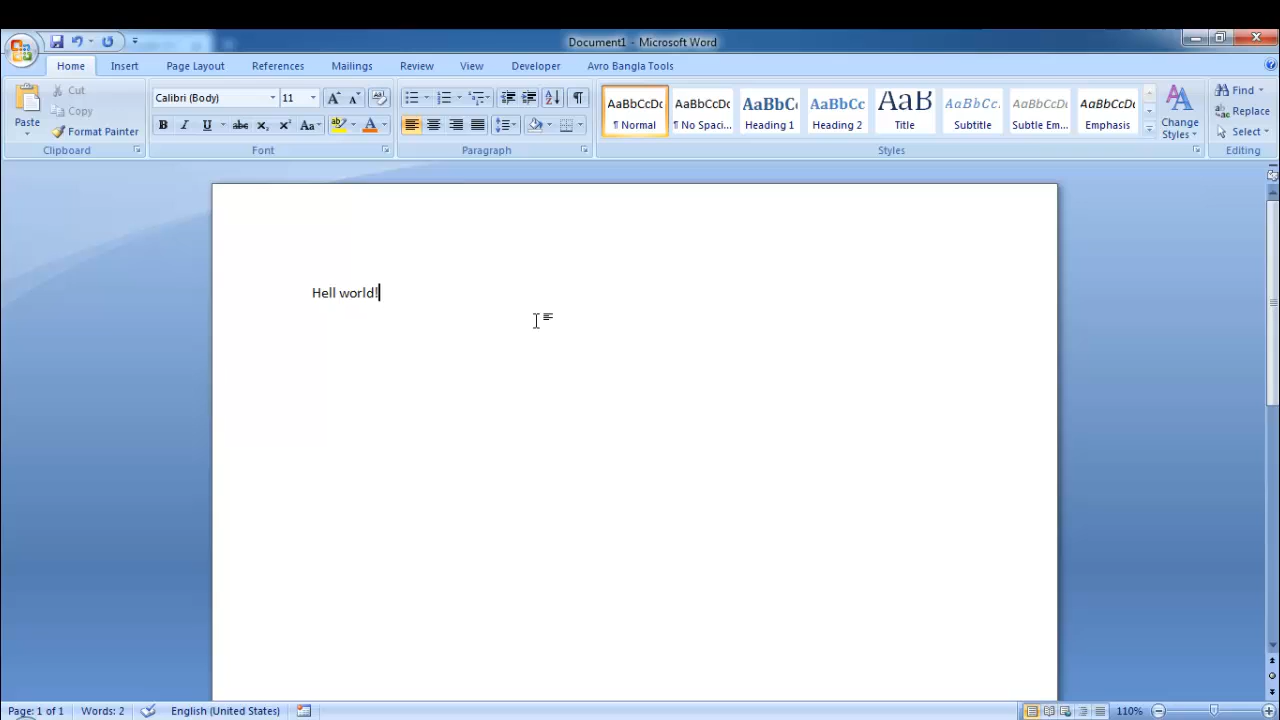 Document1 - Microsoft Word
Home Insert Page Layout References Mailings Review View Developer Avro Bangla Tools
Paste
Cut
Copy
Format Painter
Clipboard
Calibri (Body) 11
Font
Paragraph
AaBbCcDc AaBbCcDc AaBbC AaBbCc AaB AaBbCc. AaBbCcDc AaBbCcDc
¶ Normal ¶ No Spaci... Heading 1 Heading 2 Title Subtitle Subtle Em... Emphasis
Styles
Change
Styles
Find
Replace
Select
Editing
Hell world!
Page: 1 of 1 Words: 2 English (United States) 110%